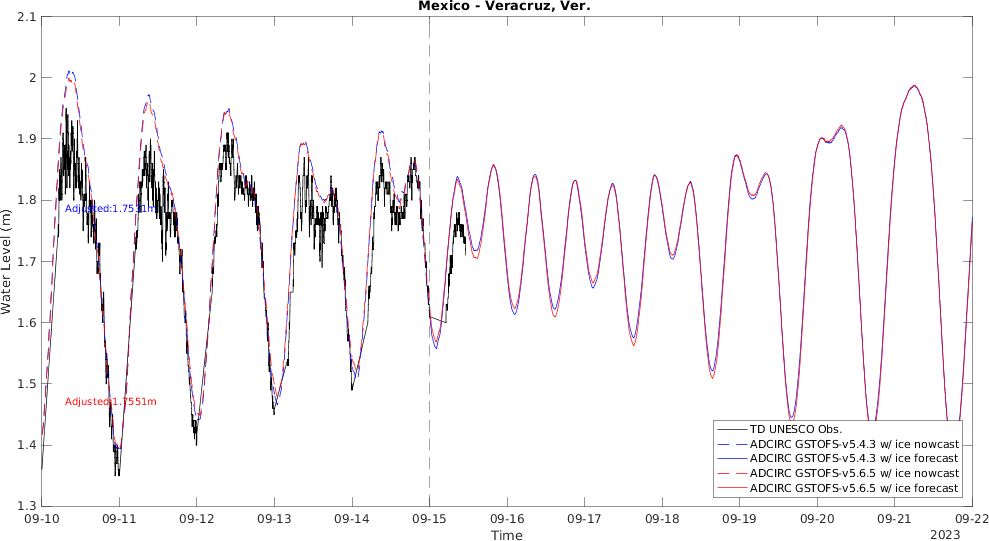 Mexico - Veracruz, Ver.
2.1
2
1.9
1.8
1.7
1.6
1.5
1.4
1.3
Water Level (m)
Adjusted:1.7551m
TD UNESCO Obs.
ADCIRC GSTOFS-v5.4.3 w/ ice nowcast
ADCIRC GSTOFS-v5.4.3 w/ ice forecast
ADCIRC GSTOFS-v5.6.5 w/ ice nowcast
ADCIRC GSTOFS-v5.6.5 w/ ice forecast
09-10 09-11 09-12 09-13 09-14 09-15 09-16 09-17 09-18 09-19 09-20 09-21 09-22
Time
2023